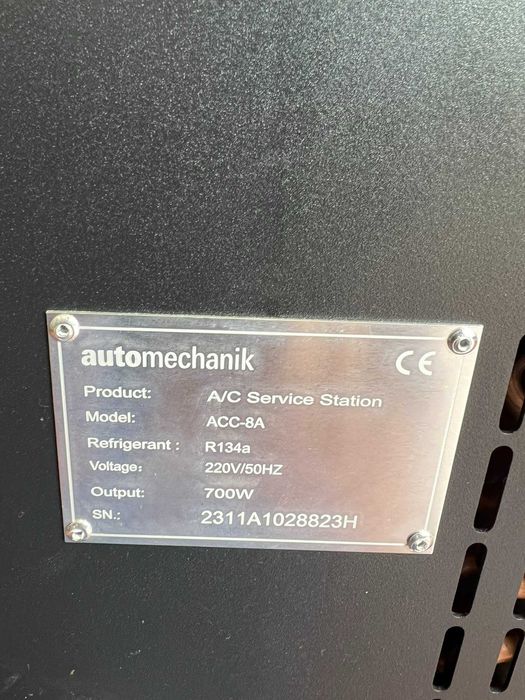 automechanik CE
Product: A/C Service Station
Model: ACC-8A
Refrigerant : R134a
Voltage: 220V/50HZ
Output: 700W
SN.: 2311A1028823H